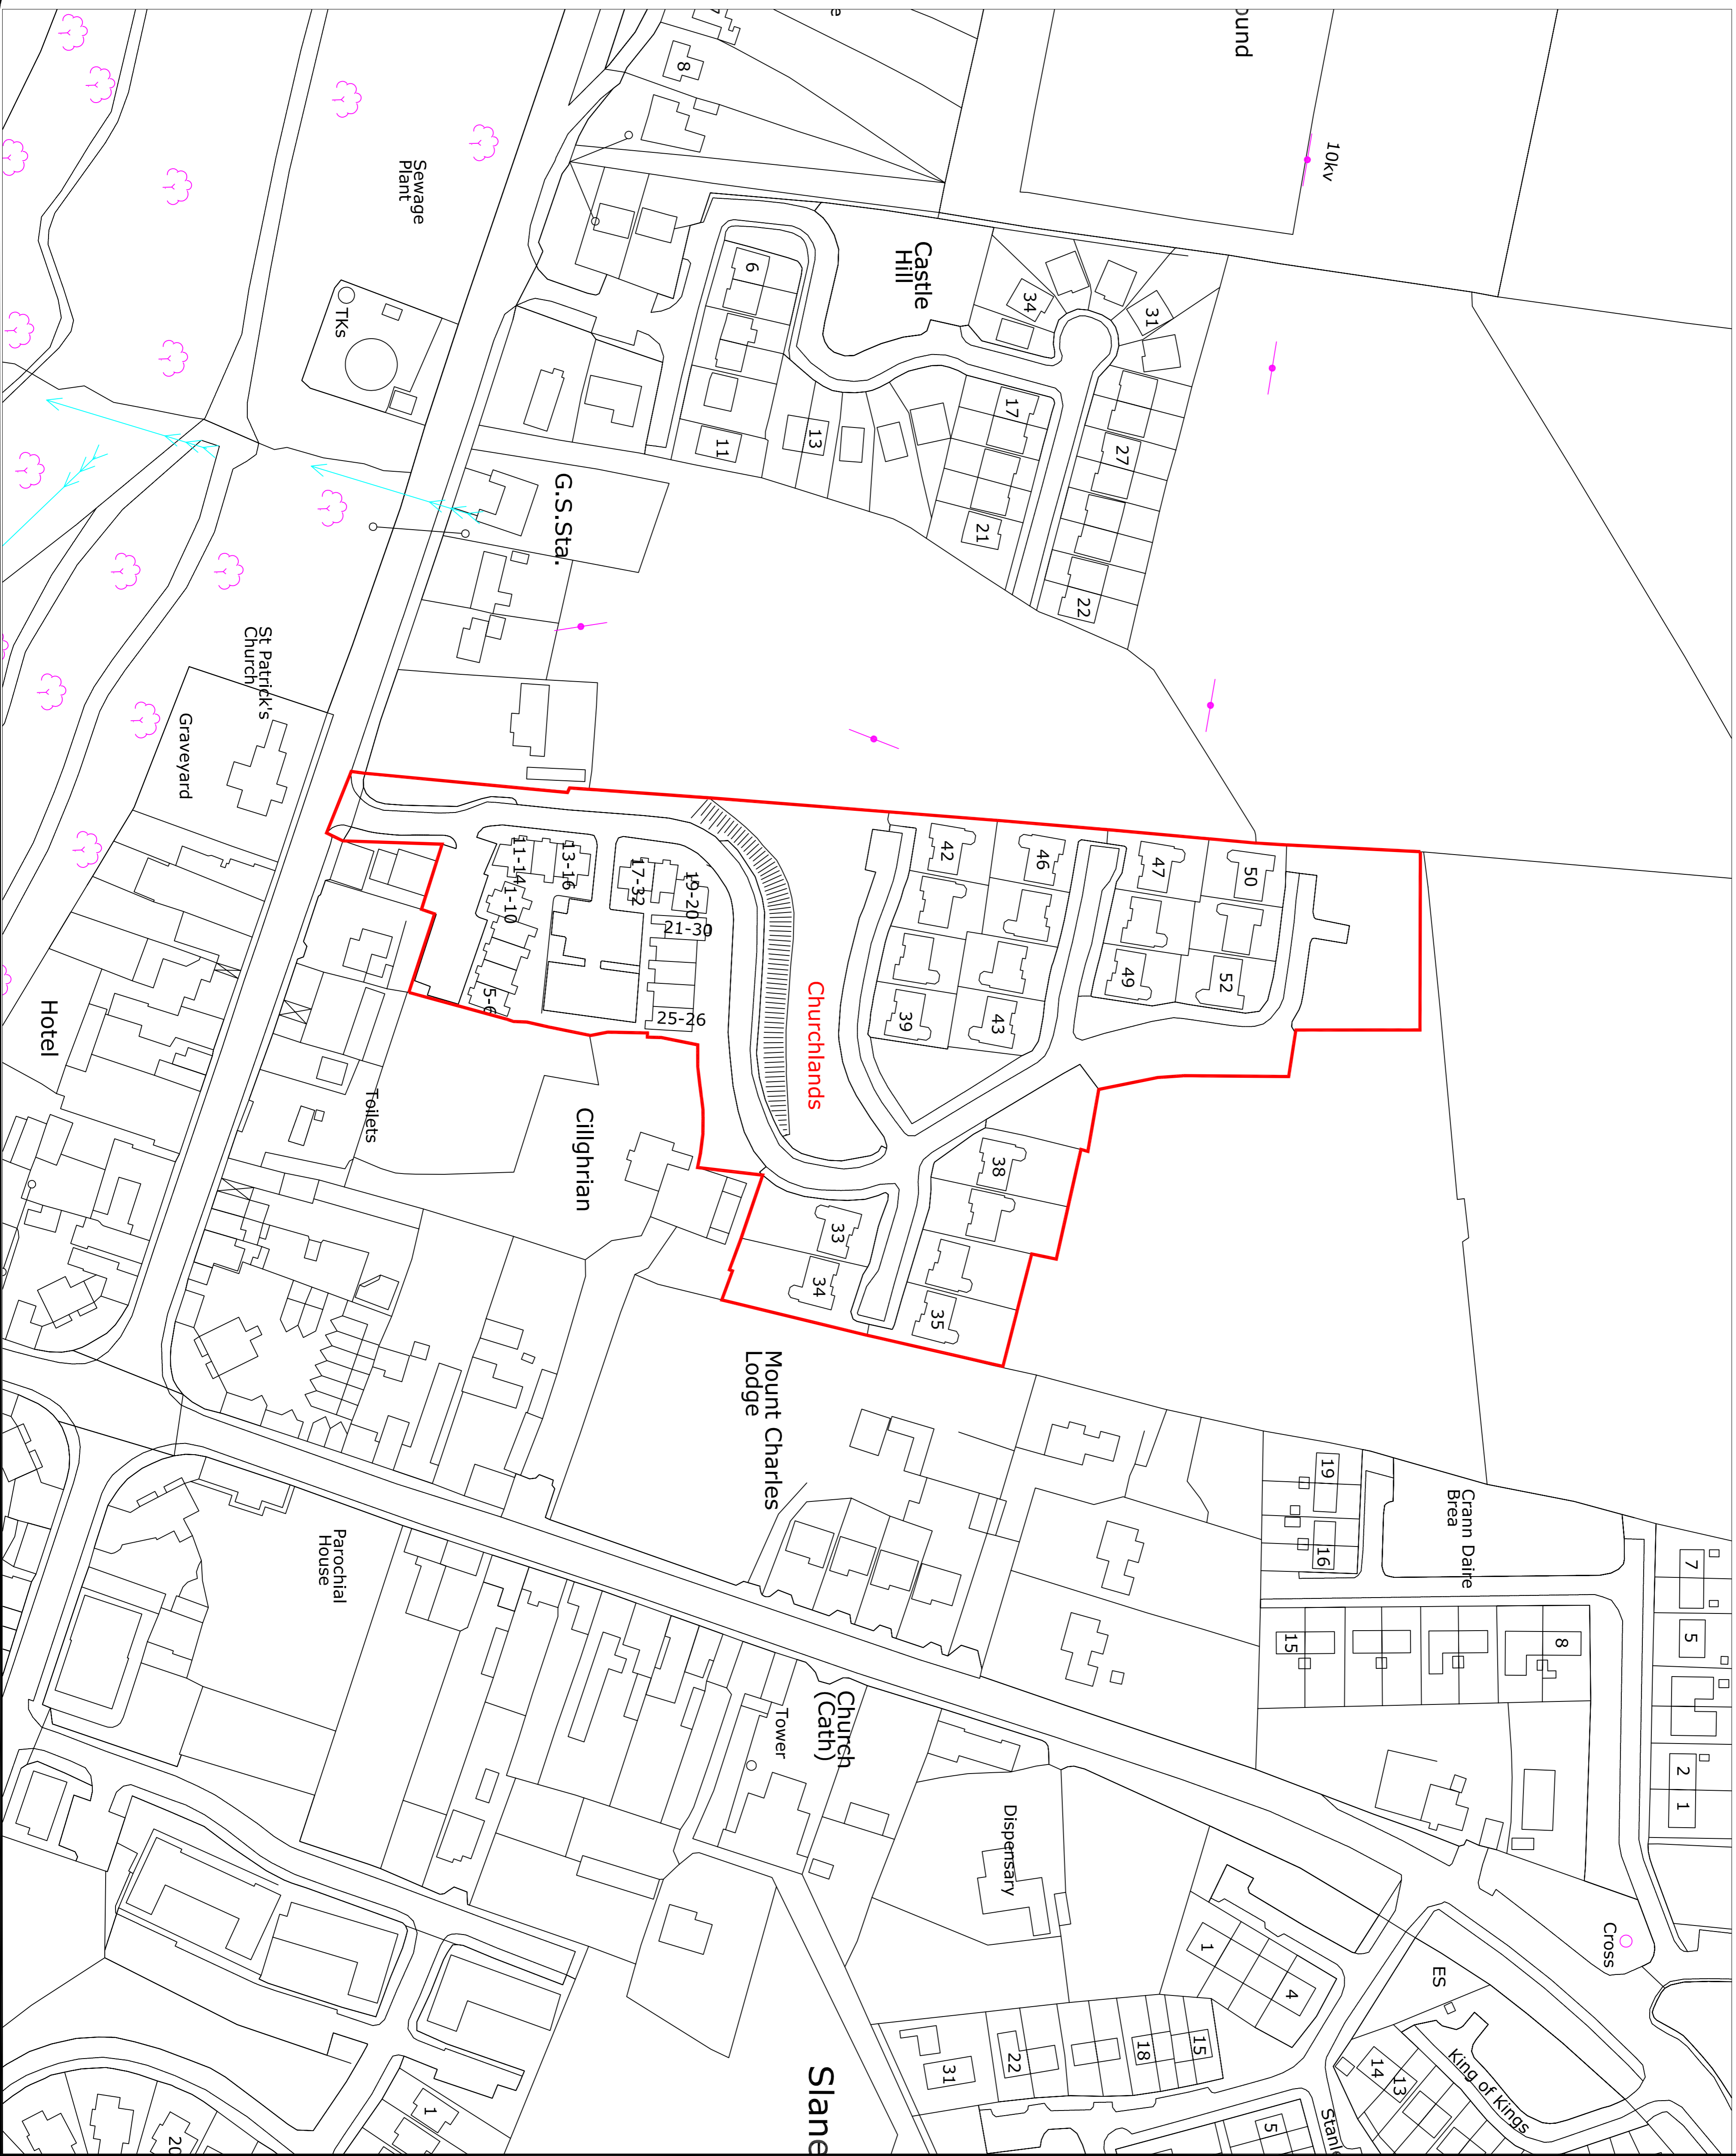 ound
10kv
8
Sewage
Plant
TKs
Castle
Hill
6
34
31
17
13
11
27
21
22
G.S.Sta.
St Patrick's
Church
Graveyard
42
46
47
50
11-14
13-16
17-32
19-20
1-10
21-30
5-6
25-26
39
43
49
52
Churchlands
Hotel
Toilets
Cillghrian
38
33
34
35
Mount Charles
Lodge
Parochial
House
19
16
Crann Daire
Brea
15
8
7
5
2
1
Church
(Cath)
Tower
Dispensary
Cross
ES
1
4
15
18
22
31
14
13
King of Kings
Slane
Stanl
5
1
20